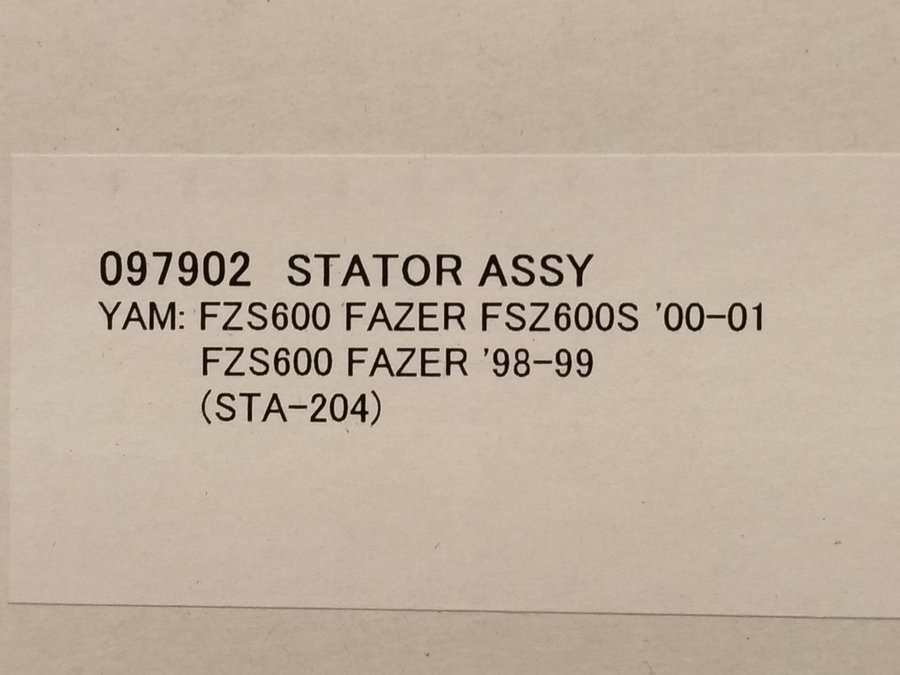 097902 STATOR ASSY
YAM: FZS600 FAZER FSZ600S '00-01
FZS600 FAZER '98-99
(STA-204)